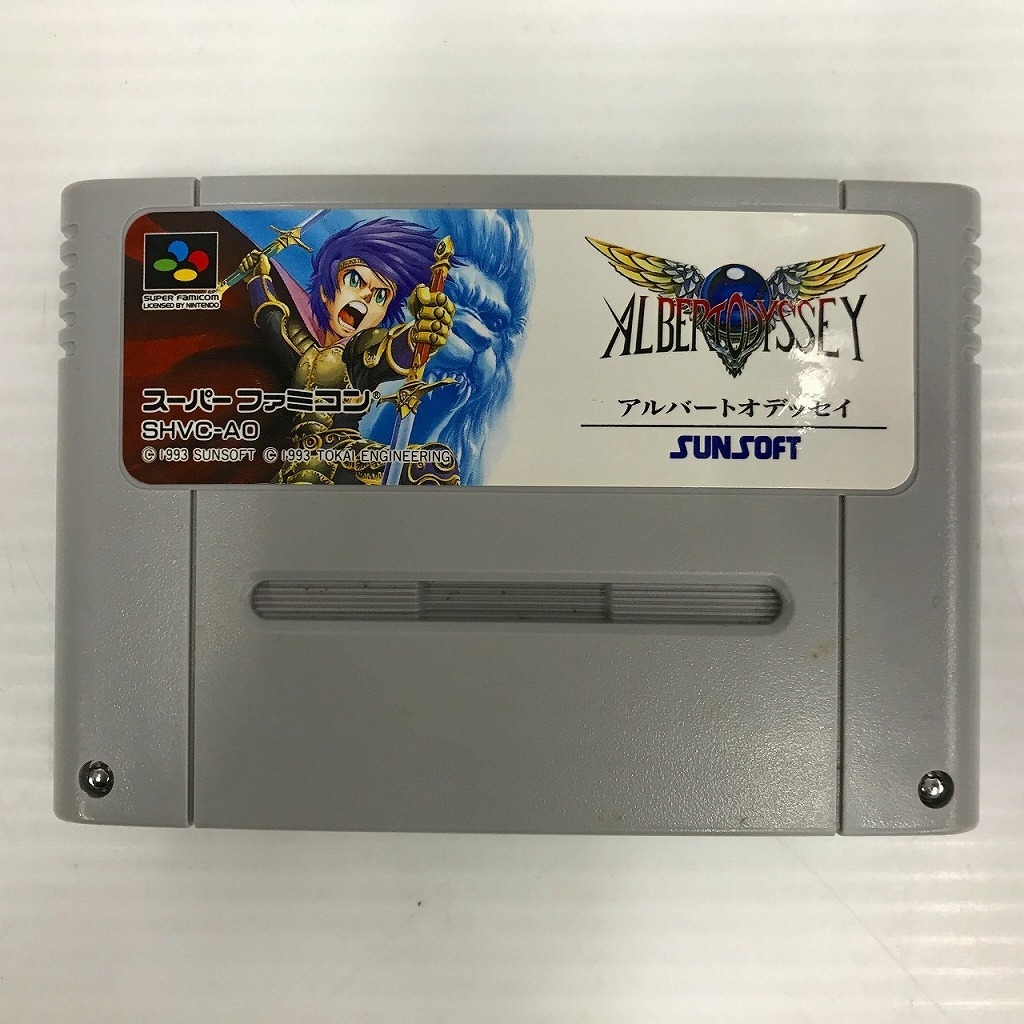 SUPER FAMICOM
LICENSED BY NINTENDO
スーパーファミコン®
SHVC-AO
© 1993 SUNSOFT © 1993 TOKAI ENGINEERING
ALBERT ODYSSEY
アルバートオデッセイ
SUNSOFT